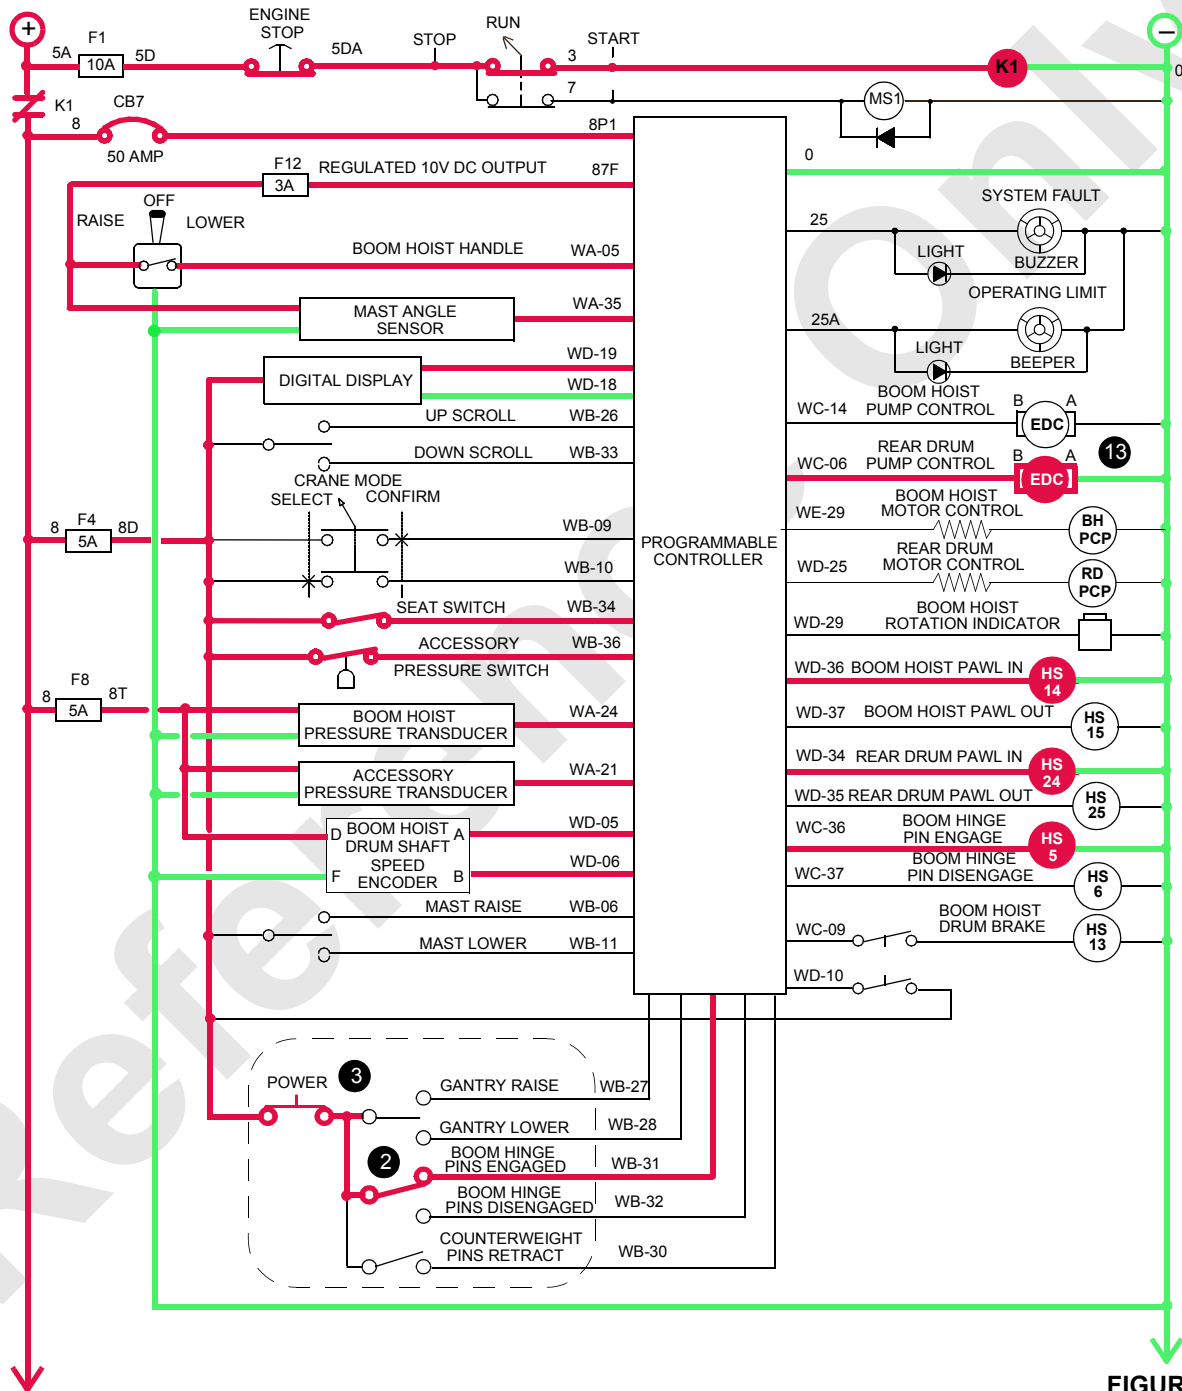 Reference Only
+
−
ENGINE
STOP
RUN
F1
5A
5D
10A
5DA
STOP
START
3
K1
0
7
MS1
K1
CB7
8
8P1
50 AMP
0
F12
REGULATED 10V DC OUTPUT
87F
3A
OFF
RAISE
LOWER
BOOM HOIST HANDLE
WA-05
SYSTEM FAULT
25
LIGHT
BUZZER
OPERATING LIMIT
25A
LIGHT
BEEPER
MAST ANGLE
SENSOR
WA-35
WD-19
DIGITAL DISPLAY
WD-18
UP SCROLL
WB-26
DOWN SCROLL
WB-33
BOOM HOIST
PUMP CONTROL
WC-14
B
A
EDC
REAR DRUM
PUMP CONTROL
WC-06
B
A
EDC
13
CRANE MODE
SELECT
CONFIRM
WB-09
WB-10
F4
8
8D
5A
PROGRAMMABLE
CONTROLLER
BOOM HOIST
MOTOR CONTROL
WE-29
BH
PCP
REAR DRUM
MOTOR CONTROL
WD-25
RD
PCP
BOOM HOIST
ROTATION INDICATOR
WD-29
SEAT SWITCH
WB-34
ACCESSORY
PRESSURE SWITCH
WB-36
WD-36 BOOM HOIST PAWL IN
HS
14
F8
8
8T
5A
BOOM HOIST
PRESSURE TRANSDUCER
WA-24
WD-37 BOOM HOIST PAWL OUT
HS
15
WD-34 REAR DRUM PAWL IN
HS
24
ACCESSORY
PRESSURE TRANSDUCER
WA-21
WD-35 REAR DRUM PAWL OUT
HS
25
D
BOOM HOIST
DRUM SHAFT
SPEED
ENCODER
A
F
B
WD-05
WD-06
WC-36
BOOM HINGE
PIN ENGAGE
HS
5
WC-37
BOOM HINGE
PIN DISENGAGE
HS
6
MAST RAISE
WB-06
MAST LOWER
WB-11
WC-09
BOOM HOIST
DRUM BRAKE
HS
13
WD-10
POWER
3
GANTRY RAISE
WB-27
GANTRY LOWER
WB-28
2
BOOM HINGE
PINS ENGAGED
WB-31
BOOM HINGE
PINS DISENGAGED
WB-32
COUNTERWEIGHT
PINS RETRACT
WB-30
FIGUR